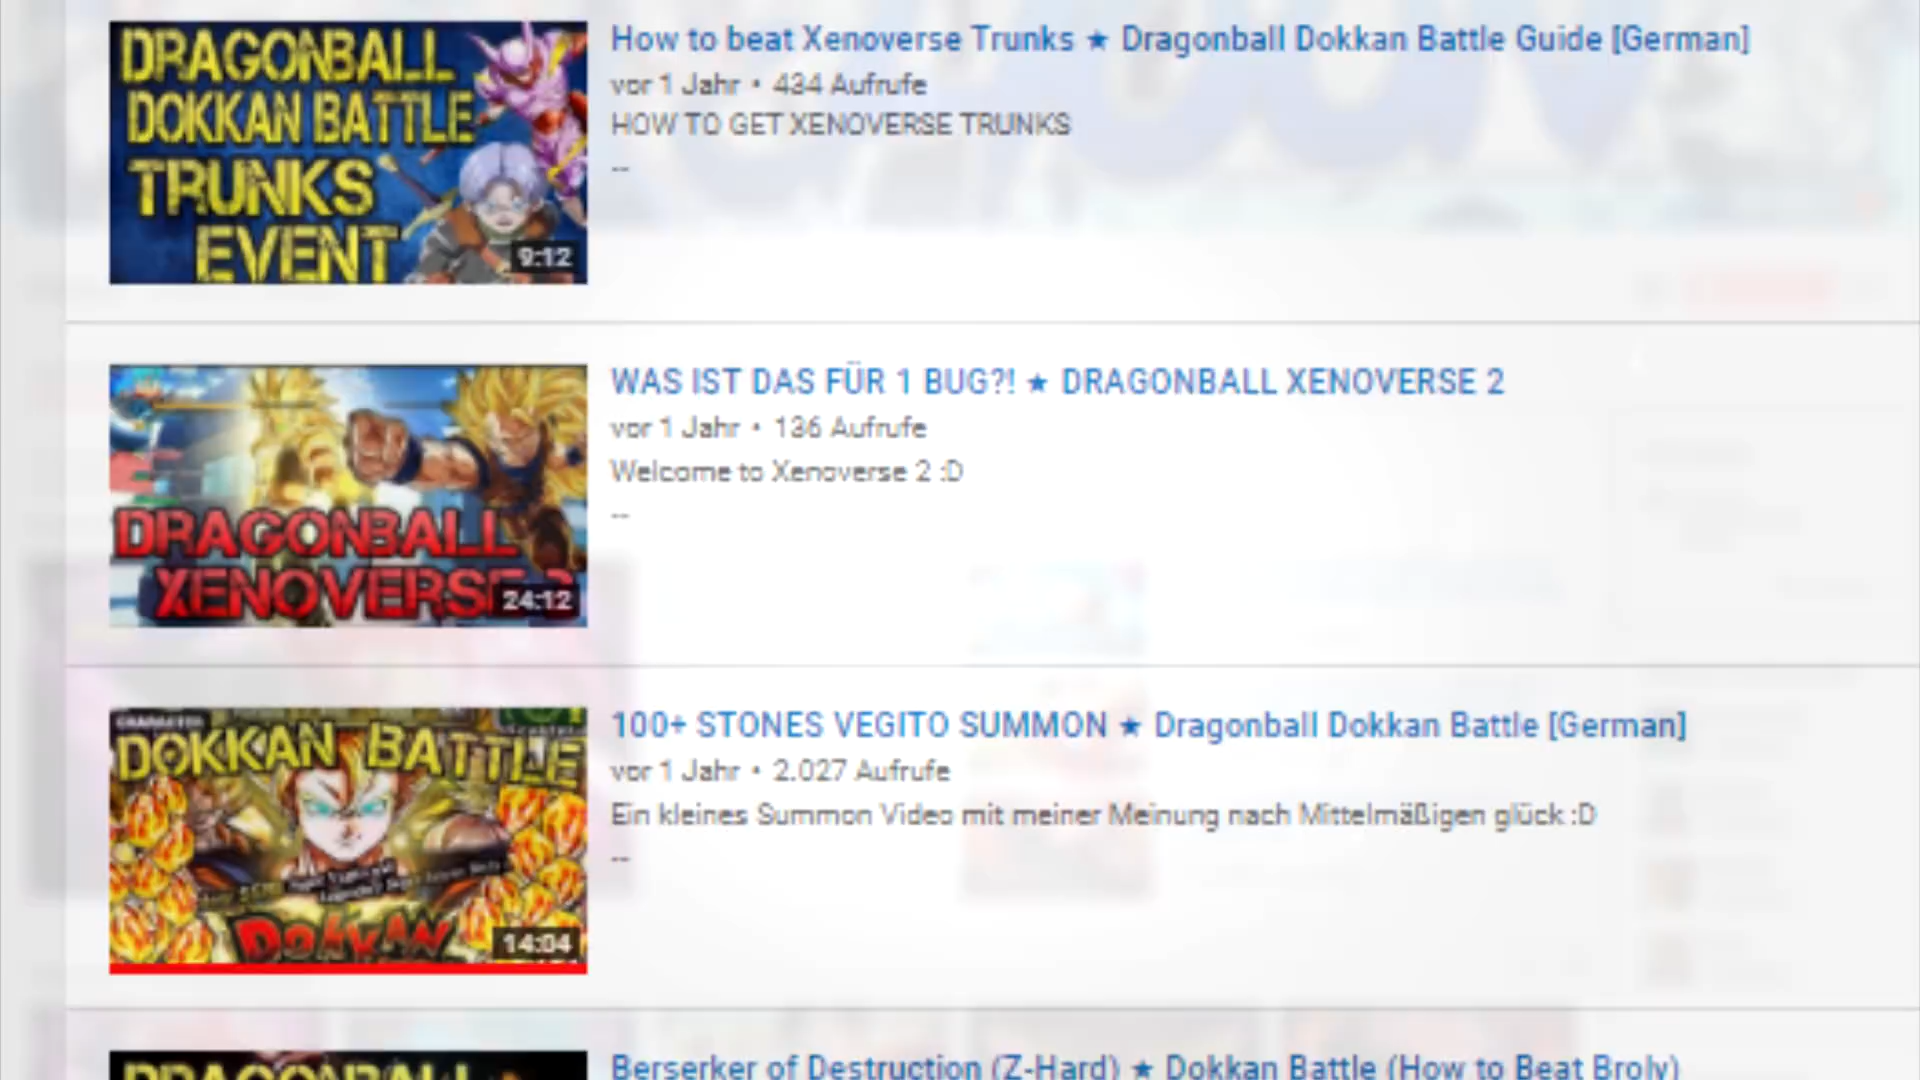 DRAGONBALL
DOKKAN BATTLE
TRUNKS
EVENT
9:12
How to beat Xenoverse Trunks ★ Dragonball Dokkan Battle Guide [German]
vor 1 Jahr • 434 Aufrufe
HOW TO GET XENOVERSE TRUNKS
--
DRAGONBALL
XENOVERSE 2
24:12
WAS IST DAS FÜR 1 BUG?! ★ DRAGONBALL XENOVERSE 2
vor 1 Jahr • 136 Aufrufe
Welcome to Xenoverse 2 :D
--
DOKKAN BATTLE
DOKKAN
14:04
100+ STONES VEGITO SUMMON ★ Dragonball Dokkan Battle [German]
vor 1 Jahr • 2.027 Aufrufe
Ein kleines Summon Video mit meiner Meinung nach Mittelmäßigen glück :D
--
DRAGONBALL
Berserker of Destruction (Z-Hard) ★ Dokkan Battle (How to Beat Broly)